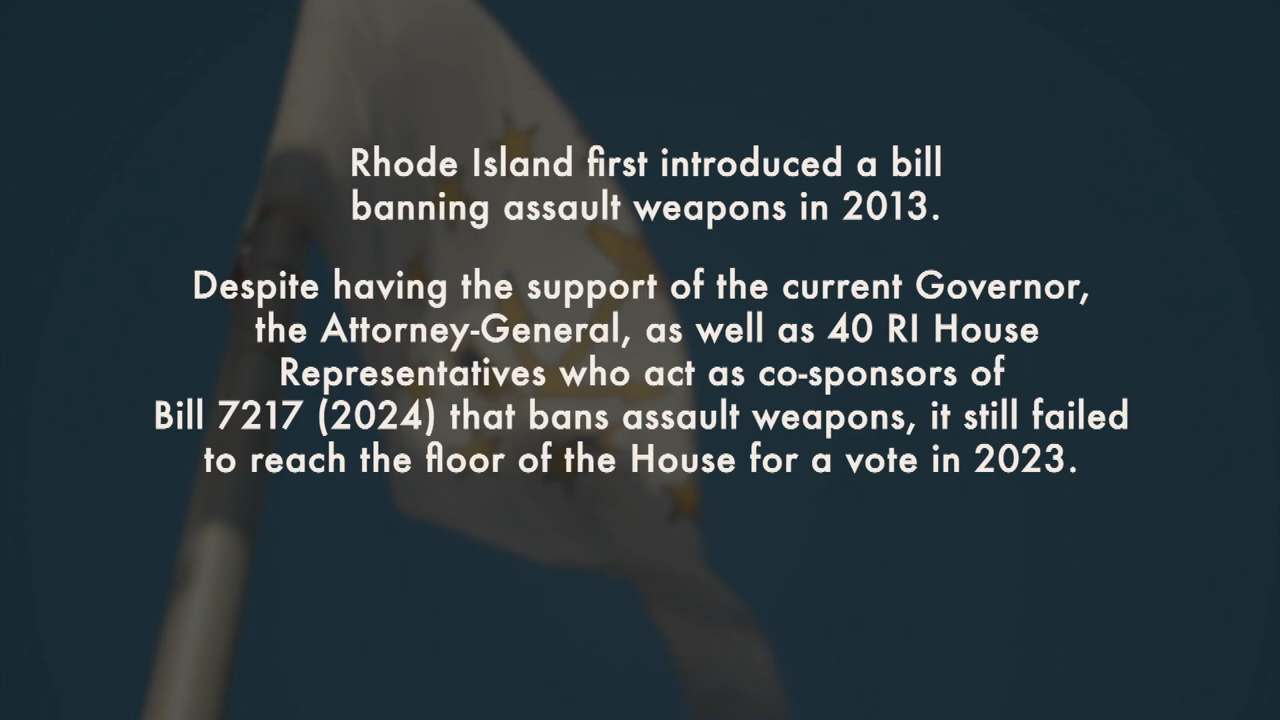 Rhode Island first introduced a bill
banning assault weapons in 2013.
Despite having the support of the current Governor,
the Attorney-General, as well as 40 RI House
Representatives who act as co-sponsors of
Bill 7217 (2024) that bans assault weapons, it still failed
to reach the floor of the House for a vote in 2023.